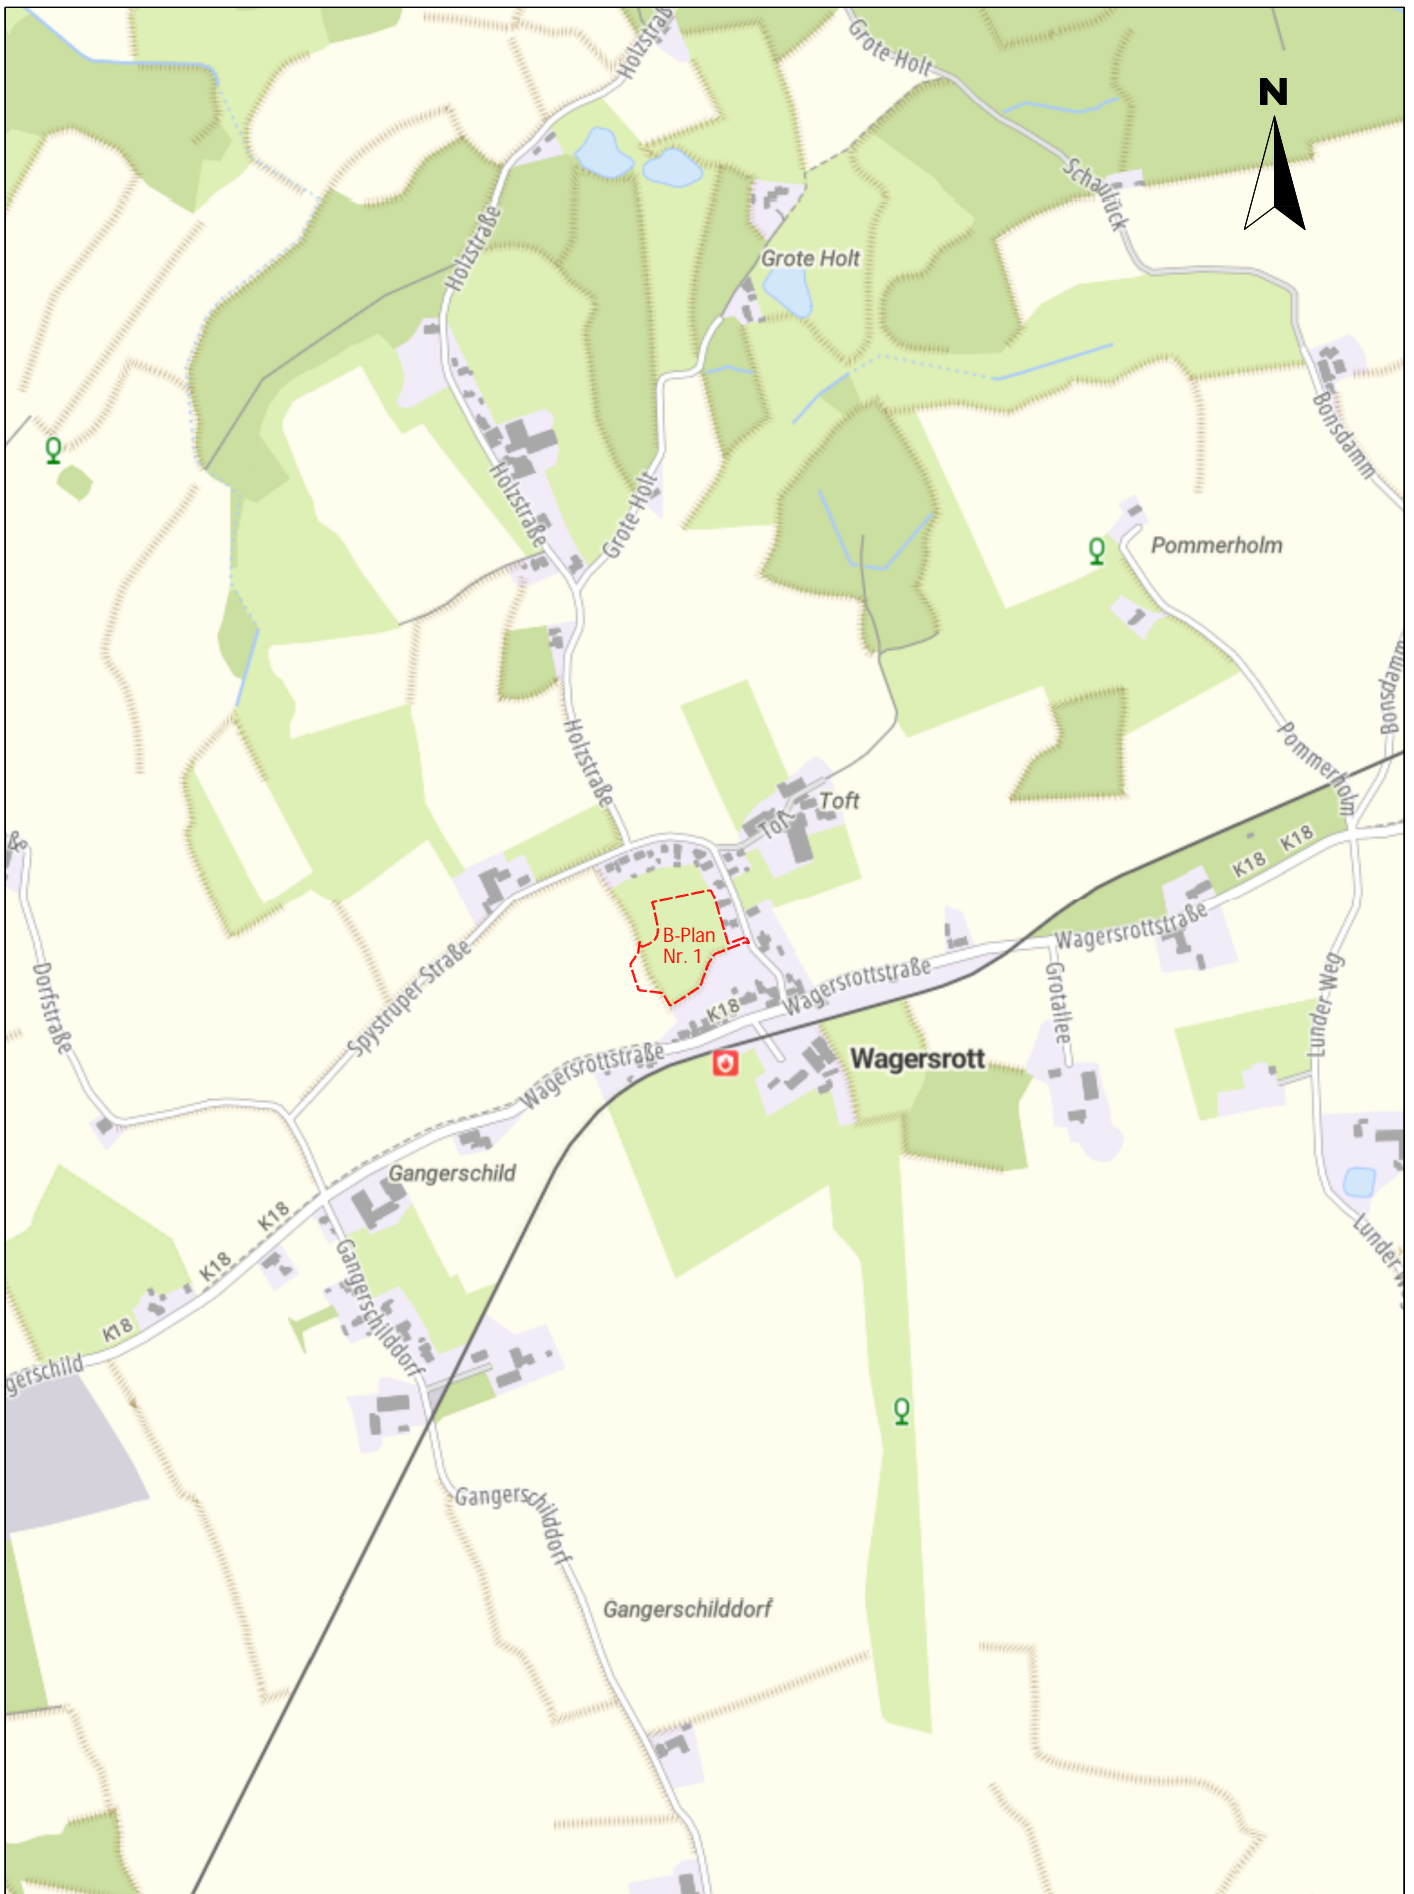 Holzstraß
Grote-Holt
N
Schaulück
Holzstraße
Grote Holt
Bonsdamm
Holzstraße
Grote-Holt
Pommerholm
Bonsdamm
Holzstraße
Pommerholm
Toft
Toft
ße
K18
K18
B-Plan
Nr. 1
Wagersrottstraße
Spystruper-Straße
Dorfstraße
Wagersrottstraße
K18
Grotallee
Lunder-Weg
Wagersrottstraße
Wagersrott
Gangerschild
K18
K18
Gangerschilddorf
Lunder-W
K18
gerschild
Gangerschilddorf
Gangerschilddorf